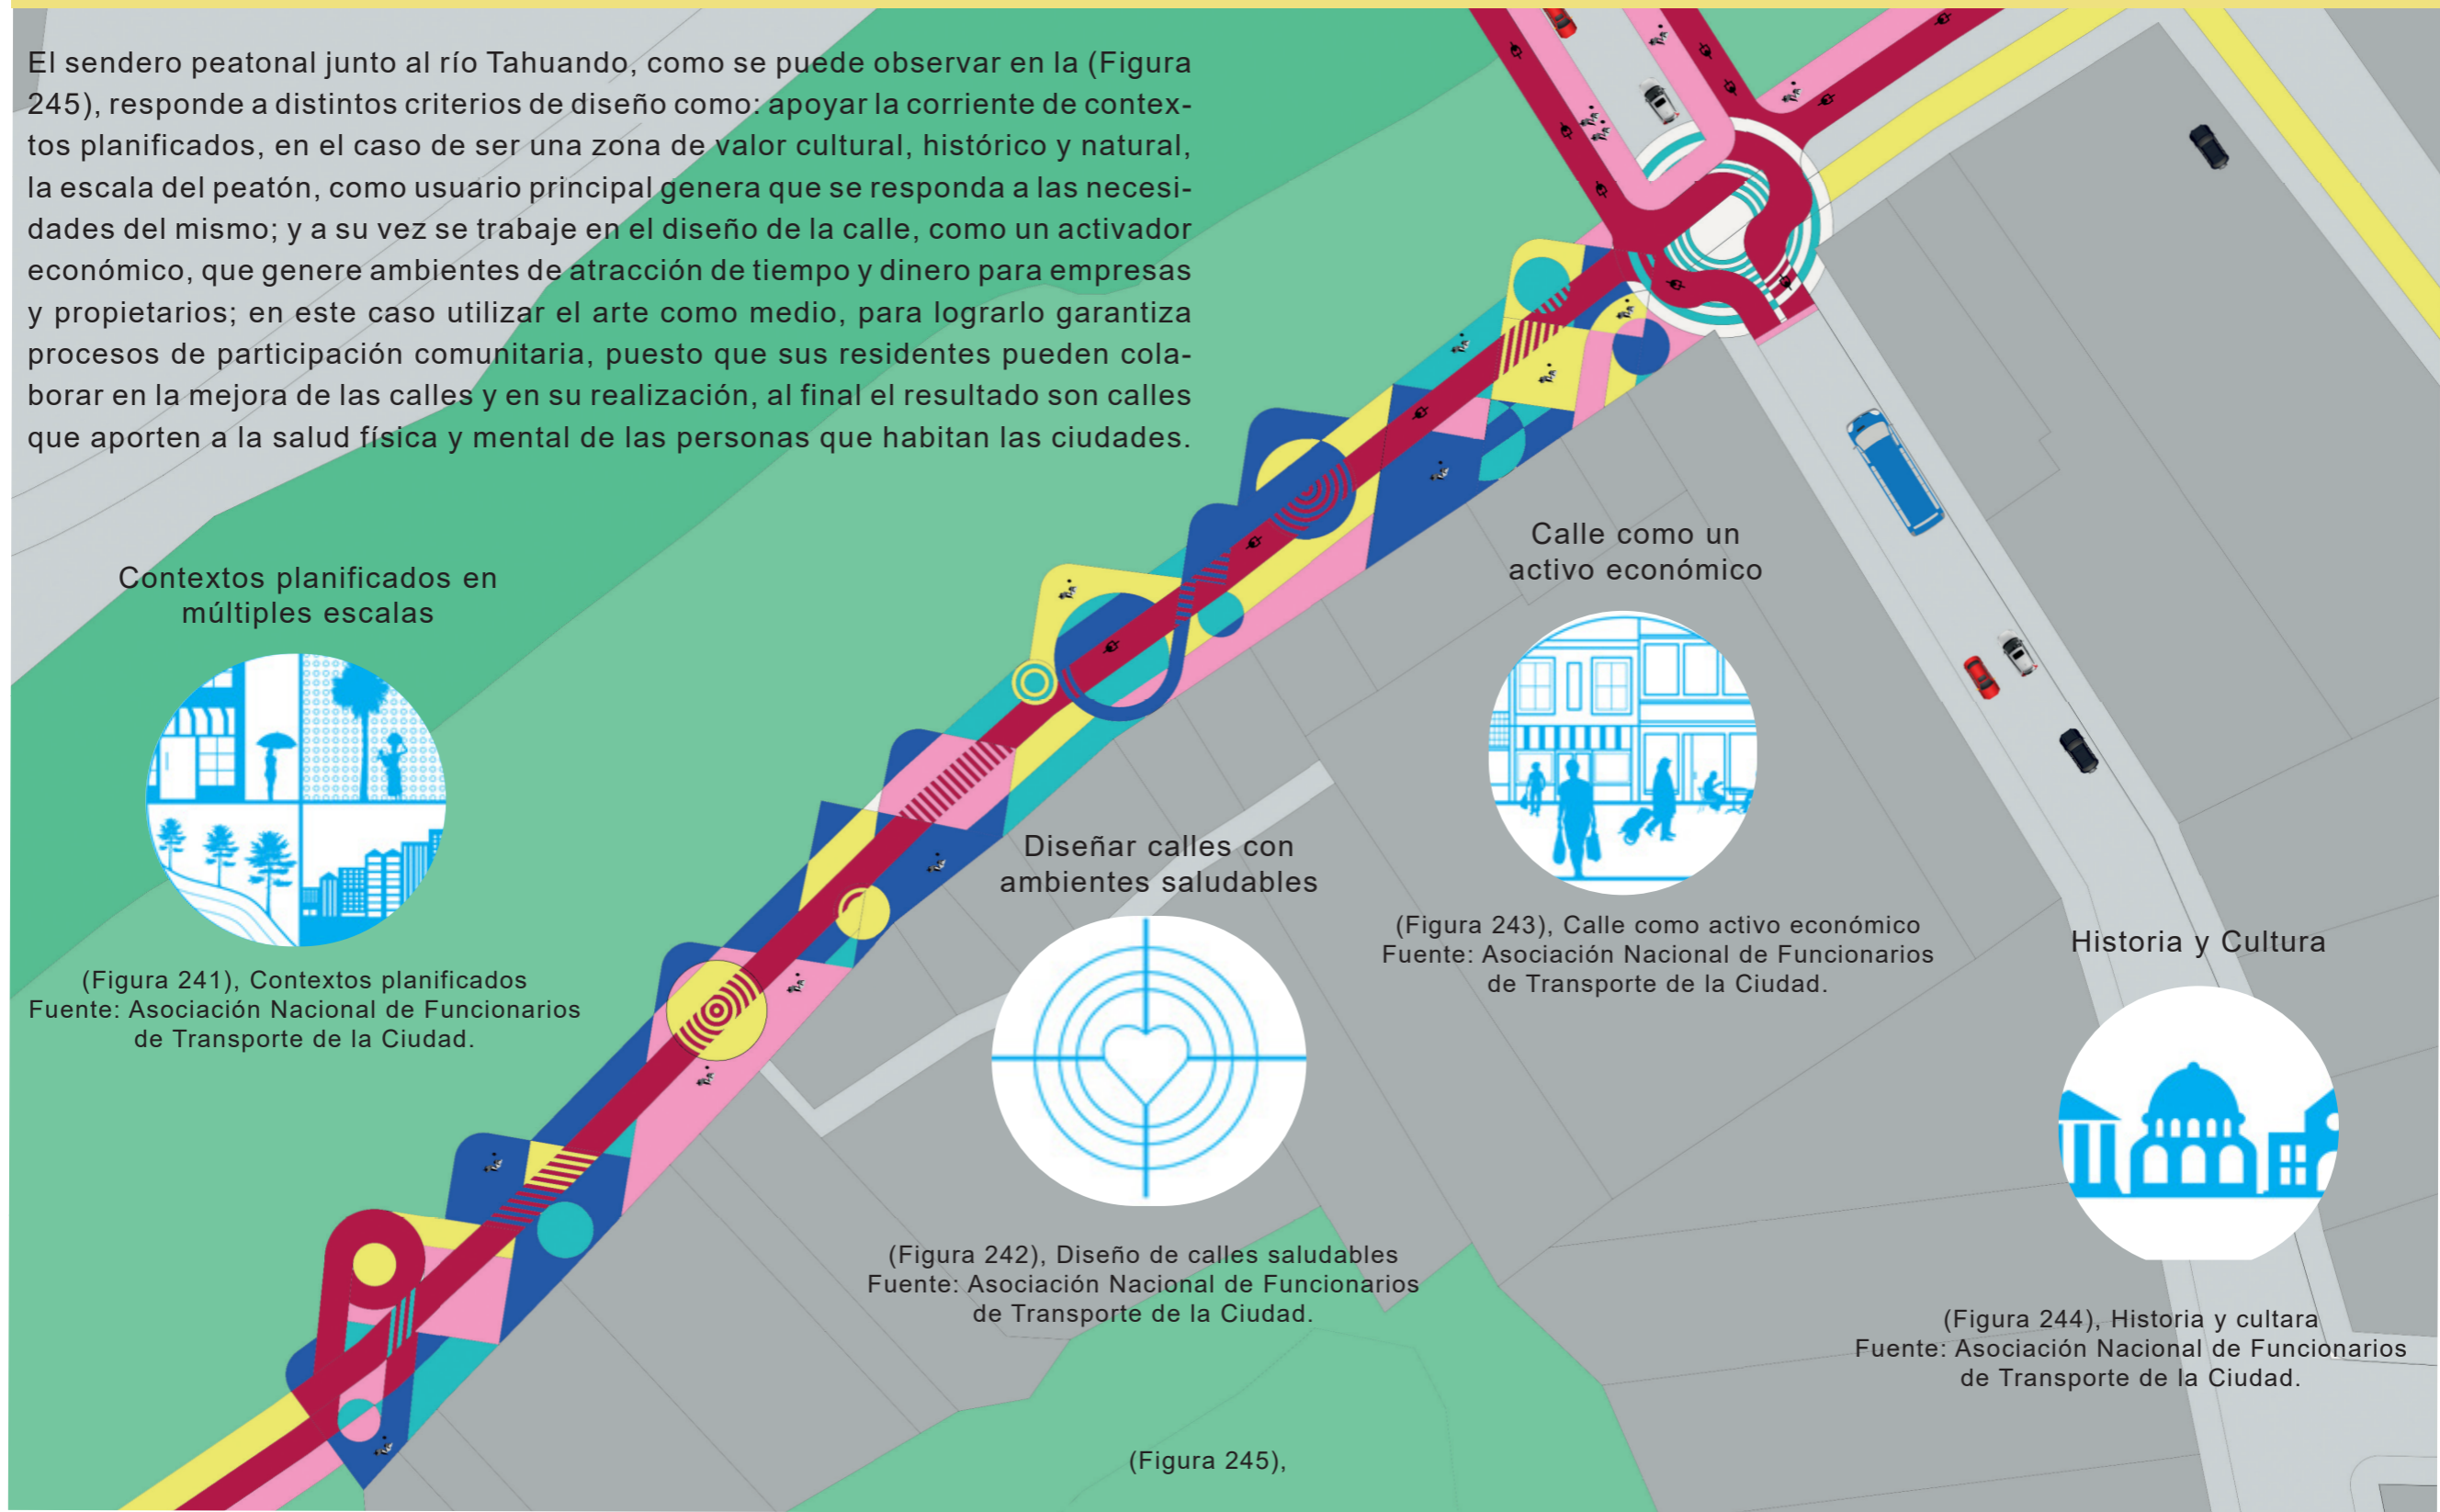 El sendero peatonal junto al río Tahuando, como se puede observar en la (Figura
245), responde a distintos criterios de diseño como: apoyar la corriente de contex-
tos planificados, en el caso de ser una zona de valor cultural, histórico y natural,
la escala del peatón, como usuario principal genera que se responda a las necesi-
dades del mismo; y a su vez se trabaje en el diseño de la calle, como un activador
económico, que genere ambientes de atracción de tiempo y dinero para empresas
y propietarios; en este caso utilizar el arte como medio, para lograrlo garantiza
procesos de participación comunitaria, puesto que sus residentes pueden cola-
borar en la mejora de las calles y en su realización, al final el resultado son calles
que aporten a la salud física y mental de las personas que habitan las ciudades.
Contextos planificados en
múltiples escalas
(Figura 241), Contextos planificados
Fuente: Asociación Nacional de Funcionarios
de Transporte de la Ciudad.
Diseñar calles con
ambientes saludables
(Figura 242), Diseño de calles saludables
Fuente: Asociación Nacional de Funcionarios
de Transporte de la Ciudad.
Calle como un
activo económico
(Figura 243), Calle como activo económico
Fuente: Asociación Nacional de Funcionarios
de Transporte de la Ciudad.
Historia y Cultura
(Figura 244), Historia y cultara
Fuente: Asociación Nacional de Funcionarios
de Transporte de la Ciudad.
(Figura 245),